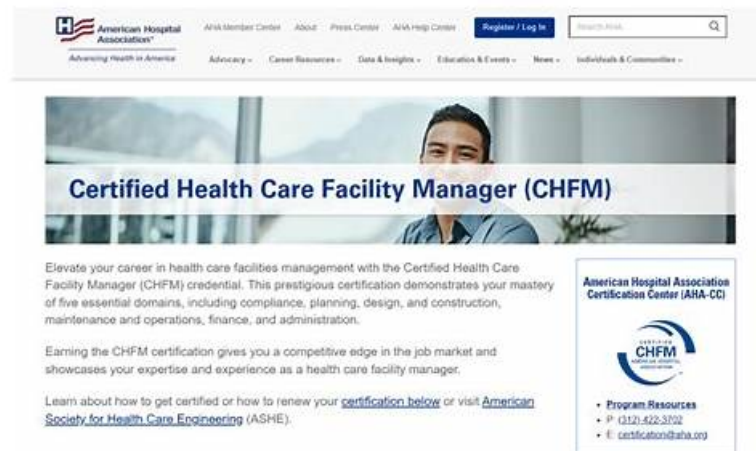 American Hospital
Association®
Advancing Health in America
AHA Member Center About Press Center AHA Help Center Register / Log In Search AHA
Advocacy Career Resources Data & Insights Education & Events News Individuals & Communities
Certified Health Care Facility Manager (CHFM)
Elevate your career in health care facilities management with the Certified Health Care
Facility Manager (CHFM) credential. This prestigious certification demonstrates your mastery
of five essential domains, including compliance, planning, design, and construction,
maintenance and operations, finance, and administration.
Earning the CHFM certification gives you a competitive edge in the job market and
showcases your expertise and experience as a health care facility manager.
Learn about how to get certified or how to renew your certification below or visit American
Society for Health Care Engineering (ASHE).
American Hospital Association
Certification Center (AHA-CC)
CERTIFIED
CHFM
AMERICAN HOSPITAL
ASSOCIATION
• Program Resources
• P: (312)-422-3702
• E: certification@aha.org